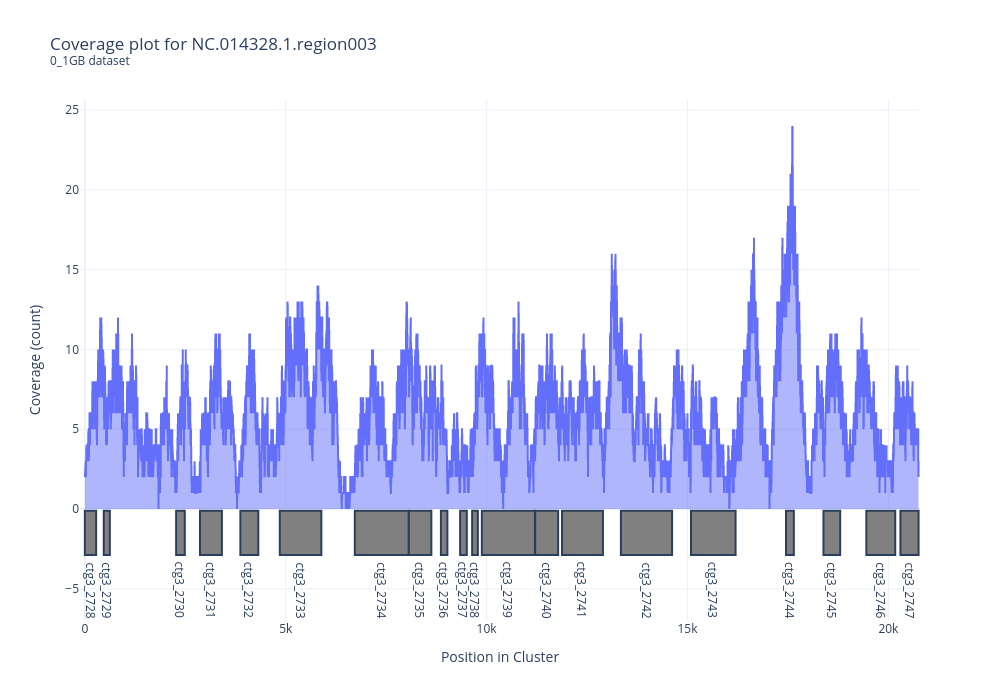 Coverage plot for NC.014328.1.region003
0_1GB dataset
25
20
15
10
5
0
−5
Coverage (count)
ctg3_2728
ctg3_2729
ctg3_2730
ctg3_2731
ctg3_2732
ctg3_2733
ctg3_2734
ctg3_2735
ctg3_2736
ctg3_2737
ctg3_2738
ctg3_2739
ctg3_2740
ctg3_2741
ctg3_2742
ctg3_2743
ctg3_2744
ctg3_2745
ctg3_2746
ctg3_2747
0
5k
10k
15k
20k
Position in Cluster